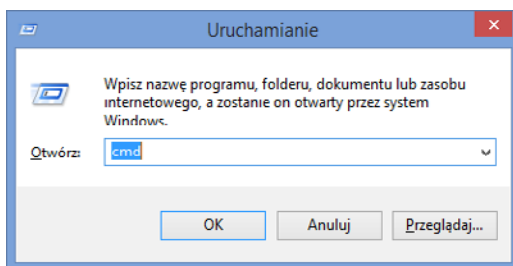 Uruchamianie
Wpisz nazwę programu, folderu, dokumentu lub zasobu
internetowego, a zostanie on otwarty przez system
Windows.
Otwórz: cmd
OK Anuluj Przeglądaj...